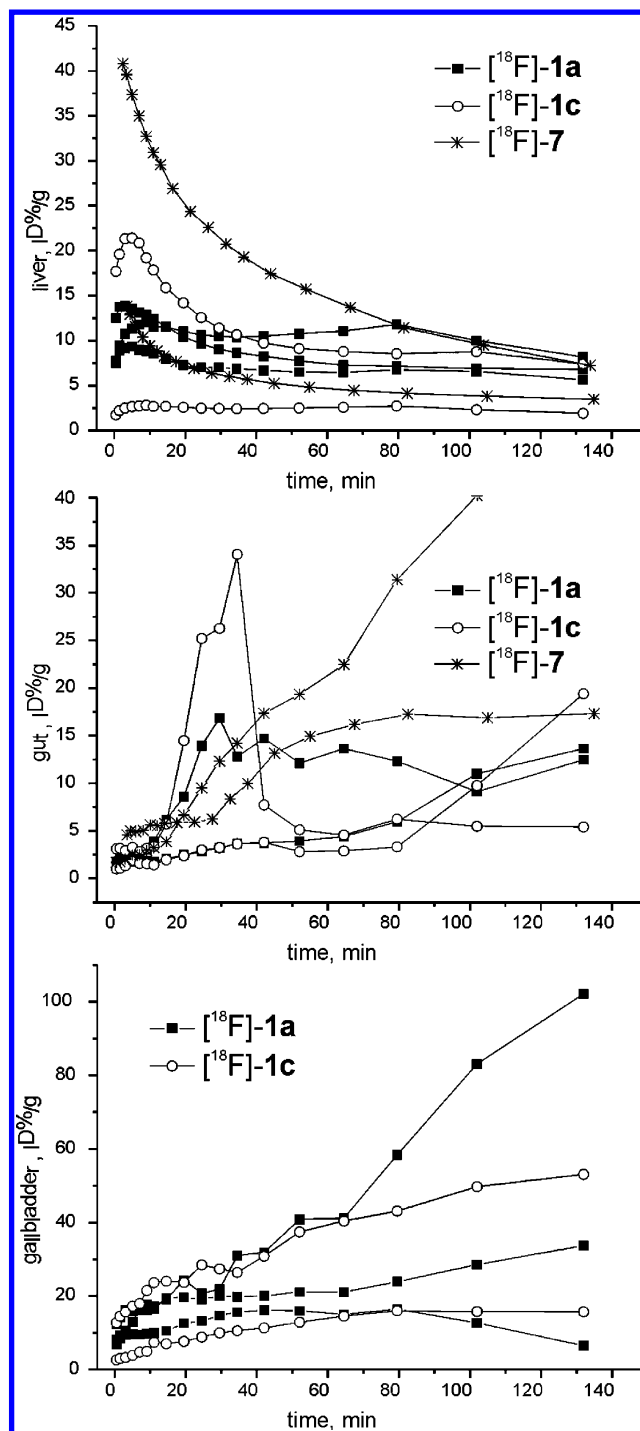 liver, ID%/g
45
40
35
30
25
20
15
10
5
0
[¹⁸F]-1a
[¹⁸F]-1c
[¹⁸F]-7
0 20 40 60 80 100 120 140
time, min
gut, ID%/g
40
35
30
25
20
15
10
5
0
[¹⁸F]-1a
[¹⁸F]-1c
[¹⁸F]-7
0 20 40 60 80 100 120 140
time, min
gallbladder, ID%/g
100
80
60
40
20
0
[¹⁸F]-1a
[¹⁸F]-1c
0 20 40 60 80 100 120 140
time, min